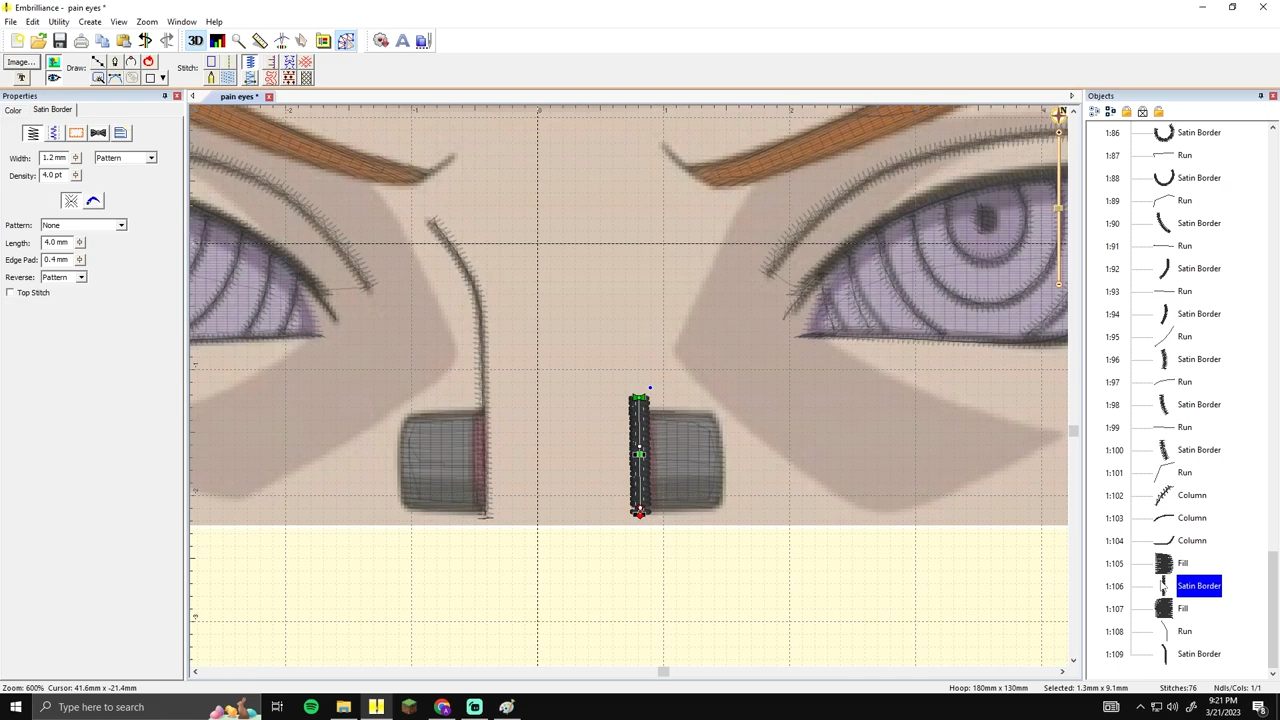 Embrilliance - pain eyes *
File Edit Utility Create View Zoom Window Help
3D
Image... Draw: Stitch:
Properties
pain eyes *
Objects
Color Satin Border
Width: 1.2 mm Pattern
Density: 4.0 pt
Pattern: None
Length: 4.0 mm
Edge Pad: 0.4 mm
Reverse: Pattern
Top Stitch
N
1:86 Satin Border
1:87 Run
1:88 Satin Border
1:89 Run
1:90 Satin Border
1:91 Run
1:92 Satin Border
1:93 Run
1:94 Satin Border
1:95 Run
1:96 Satin Border
1:97 Run
1:98 Satin Border
1:99 Run
1:100 Satin Border
1:101 Run
1:102 Column
1:103 Column
1:104 Column
1:105 Fill
1:106 Satin Border
1:107 Fill
1:108 Run
1:109 Satin Border
Zoom: 600% Cursor: 41.6mm x -21.4mm Hoop: 180mm x 130mm Selected: 1.3mm x 9.1mm Stitches:76 Ndls/Cols: 1/1
Type here to search
9:21 PM
3/21/2023
8